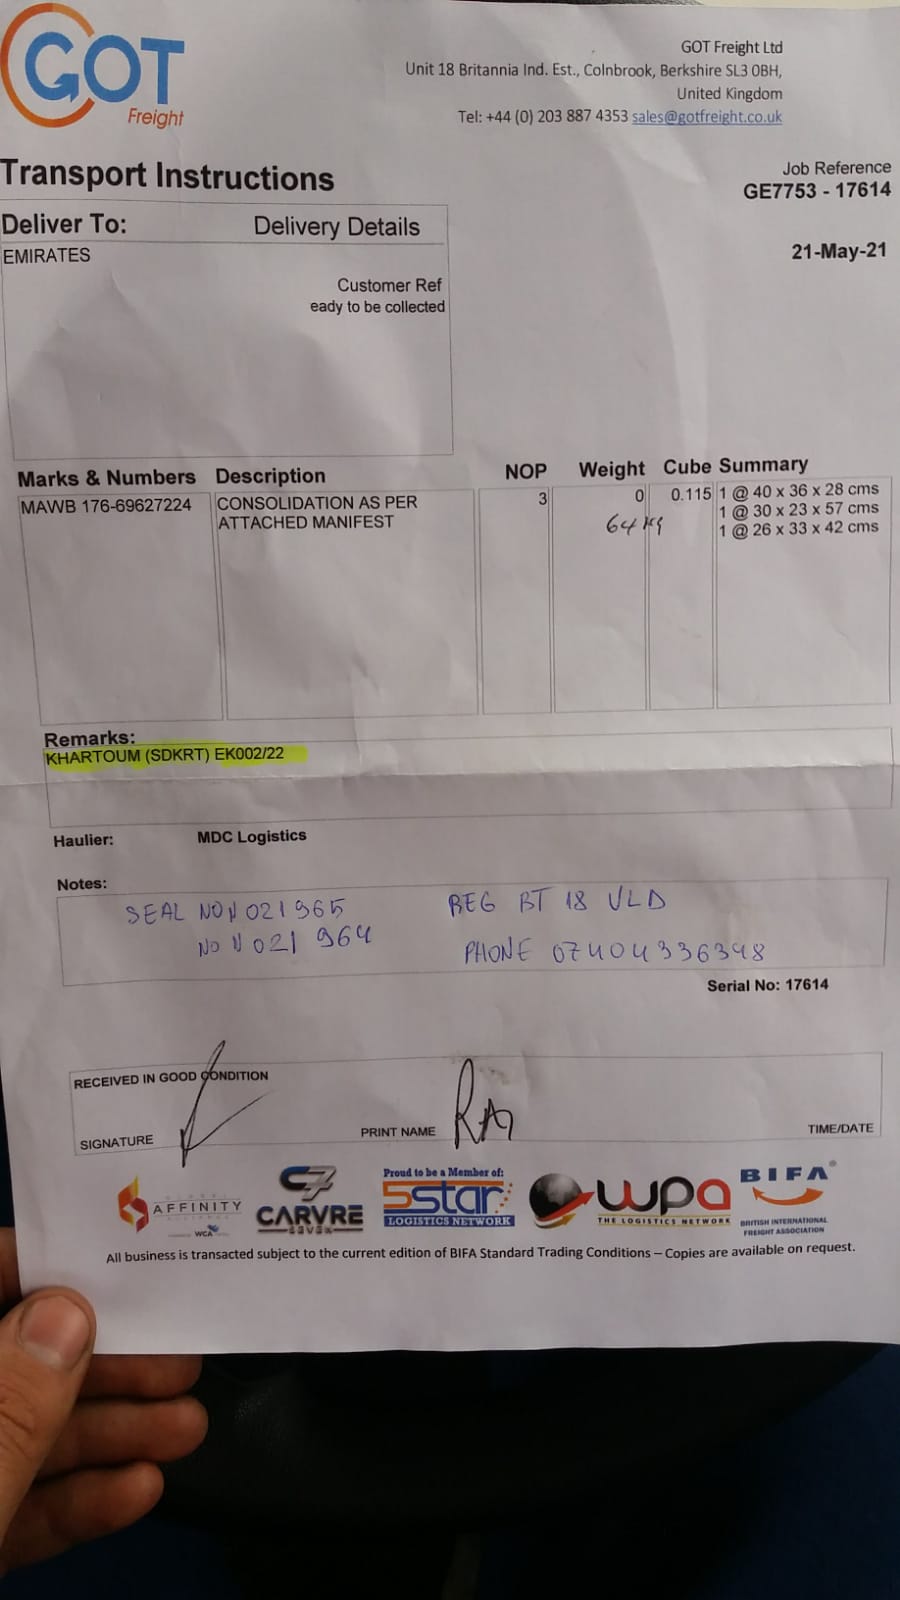 GOT
Freight
GOT Freight Ltd
Unit 18 Britannia Ind. Est., Colnbrook, Berkshire SL3 0BH,
United Kingdom
Tel: +44 (0) 203 887 4353 sales@gotfreight.co.uk
Transport Instructions
Job Reference
GE7753 - 17614
Deliver To: Delivery Details
EMIRATES
21-May-21
Customer Ref
eady to be collected
Marks & Numbers Description NOP Weight Cube Summary
MAWB 176-69627224 CONSOLIDATION AS PER 3 0 0.115 1 @ 40 x 36 x 28 cms
ATTACHED MANIFEST 64 kg 1 @ 30 x 23 x 57 cms
1 @ 26 x 33 x 42 cms
Remarks:
KHARTOUM (SDKRT) EK002/22
Haulier: MDC Logistics
Notes:
SEAL NO N 021965 REG BT 18 VLD
NO N 021 964 PHONE 07404336348
Serial No: 17614
RECEIVED IN GOOD CONDITION
SIGNATURE PRINT NAME TIME/DATE
Proud to be a Member of:
GLOBAL AFFINITY
WCA
C7 CARVRE SEVEN
5star LOGISTICS NETWORK
wpa THE LOGISTICS NETWORK
BIFA
BRITISH INTERNATIONAL
FREIGHT ASSOCIATION
All business is transacted subject to the current edition of BIFA Standard Trading Conditions – Copies are available on request.